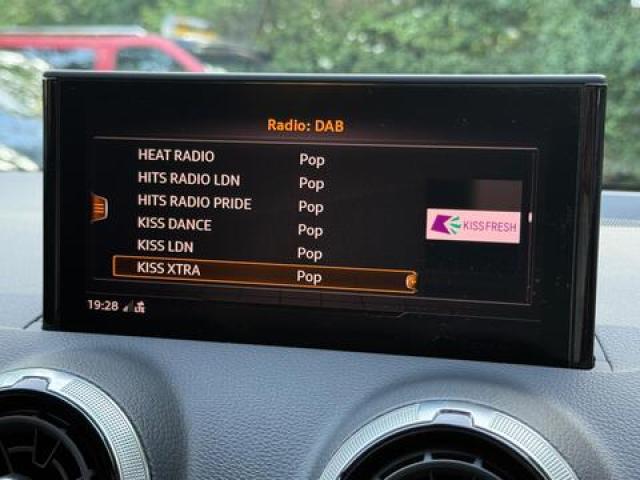 Radio: DAB
HEAT RADIO Pop
HITS RADIO LDN Pop
HITS RADIO PRIDE Pop
KISS DANCE Pop
KISS LDN Pop
KISS XTRA Pop
KISS FRESH
19:28